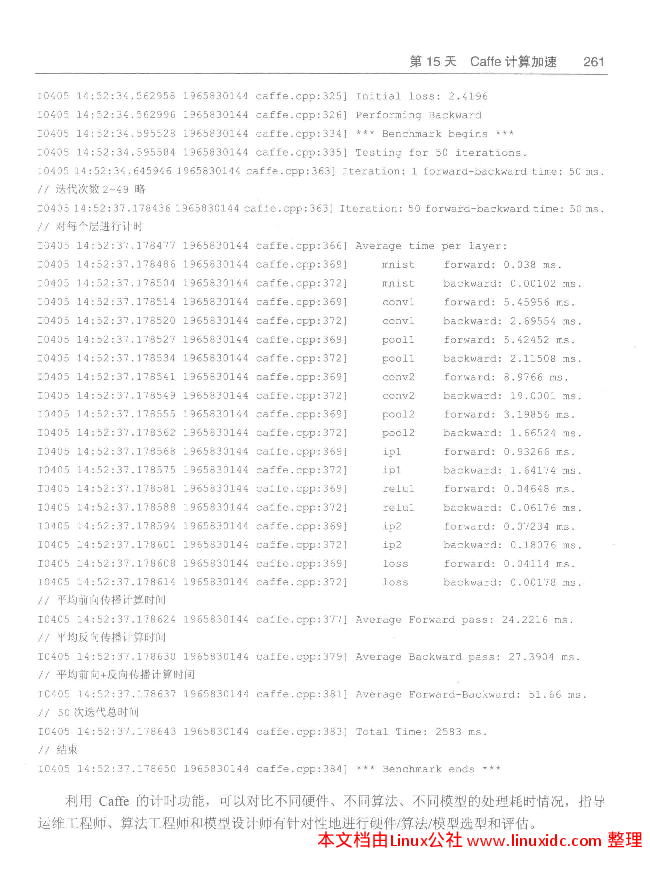 第 15 天 Caffe 计算加速 261
I0405 14:52:34.562958 1965830144 caffe.cpp:325] Initial loss: 2.4196
I0405 14:52:34.562996 1965830144 caffe.cpp:326] Performing Backward
I0405 14:52:34.595528 1965830144 caffe.cpp:334] *** Benchmark begins ***
I0405 14:52:34.595584 1965830144 caffe.cpp:335] Testing for 50 iterations.
I0405 14:52:34.645946 1965830144 caffe.cpp:363] Iteration: 1 forward-backward time: 50 ms.
// 迭代次数 2~49 略
I0405 14:52:37.178436 1965830144 caffe.cpp:363] Iteration: 50 forward-backward time: 50 ms.
// 对每个层进行计时
I0405 14:52:37.178477 1965830144 caffe.cpp:366] Average time per layer:
I0405 14:52:37.178486 1965830144 caffe.cpp:369] mnist forward: 0.038 ms.
I0405 14:52:37.178504 1965830144 caffe.cpp:372] mnist backward: 0.00102 ms.
I0405 14:52:37.178514 1965830144 caffe.cpp:369] conv1 forward: 5.45956 ms.
I0405 14:52:37.178520 1965830144 caffe.cpp:372] conv1 backward: 2.69554 ms.
I0405 14:52:37.178527 1965830144 caffe.cpp:369] pool1 forward: 5.42452 ms.
I0405 14:52:37.178534 1965830144 caffe.cpp:372] pool1 backward: 2.11508 ms.
I0405 14:52:37.178541 1965830144 caffe.cpp:369] conv2 forward: 8.9766 ms.
I0405 14:52:37.178549 1965830144 caffe.cpp:372] conv2 backward: 19.0001 ms.
I0405 14:52:37.178555 1965830144 caffe.cpp:369] pool2 forward: 3.19856 ms.
I0405 14:52:37.178562 1965830144 caffe.cpp:372] pool2 backward: 1.66524 ms.
I0405 14:52:37.178568 1965830144 caffe.cpp:369] ip1 forward: 0.93266 ms.
I0405 14:52:37.178575 1965830144 caffe.cpp:372] ip1 backward: 1.64174 ms.
I0405 14:52:37.178581 1965830144 caffe.cpp:369] relu1 forward: 0.04648 ms.
I0405 14:52:37.178588 1965830144 caffe.cpp:372] relu1 backward: 0.06176 ms.
I0405 14:52:37.178594 1965830144 caffe.cpp:369] ip2 forward: 0.07234 ms.
I0405 14:52:37.178601 1965830144 caffe.cpp:372] ip2 backward: 0.18076 ms.
I0405 14:52:37.178608 1965830144 caffe.cpp:369] loss forward: 0.04114 ms.
I0405 14:52:37.178614 1965830144 caffe.cpp:372] loss backward: 0.00178 ms.
// 平均前向传播计算时间
I0405 14:52:37.178624 1965830144 caffe.cpp:377] Average Forward pass: 24.2216 ms.
// 平均反向传播计算时间
I0405 14:52:37.178630 1965830144 caffe.cpp:379] Average Backward pass: 27.3904 ms.
// 平均前向+反向传播计算时间
I0405 14:52:37.178637 1965830144 caffe.cpp:381] Average Forward-Backward: 51.66 ms.
// 50 次迭代总时间
I0405 14:52:37.178643 1965830144 caffe.cpp:383] Total Time: 2583 ms.
// 结束
I0405 14:52:37.178650 1965830144 caffe.cpp:384] *** Benchmark ends ***
利用 Caffe 的计时功能，可以对比不同硬件、不同算法、不同模型的处理耗时情况，指导
运维工程师、算法工程师和模型设计师有针对性地进行硬件/算法/模型选型和评估。
本文档由Linux公社 www.linuxidc.com 整理